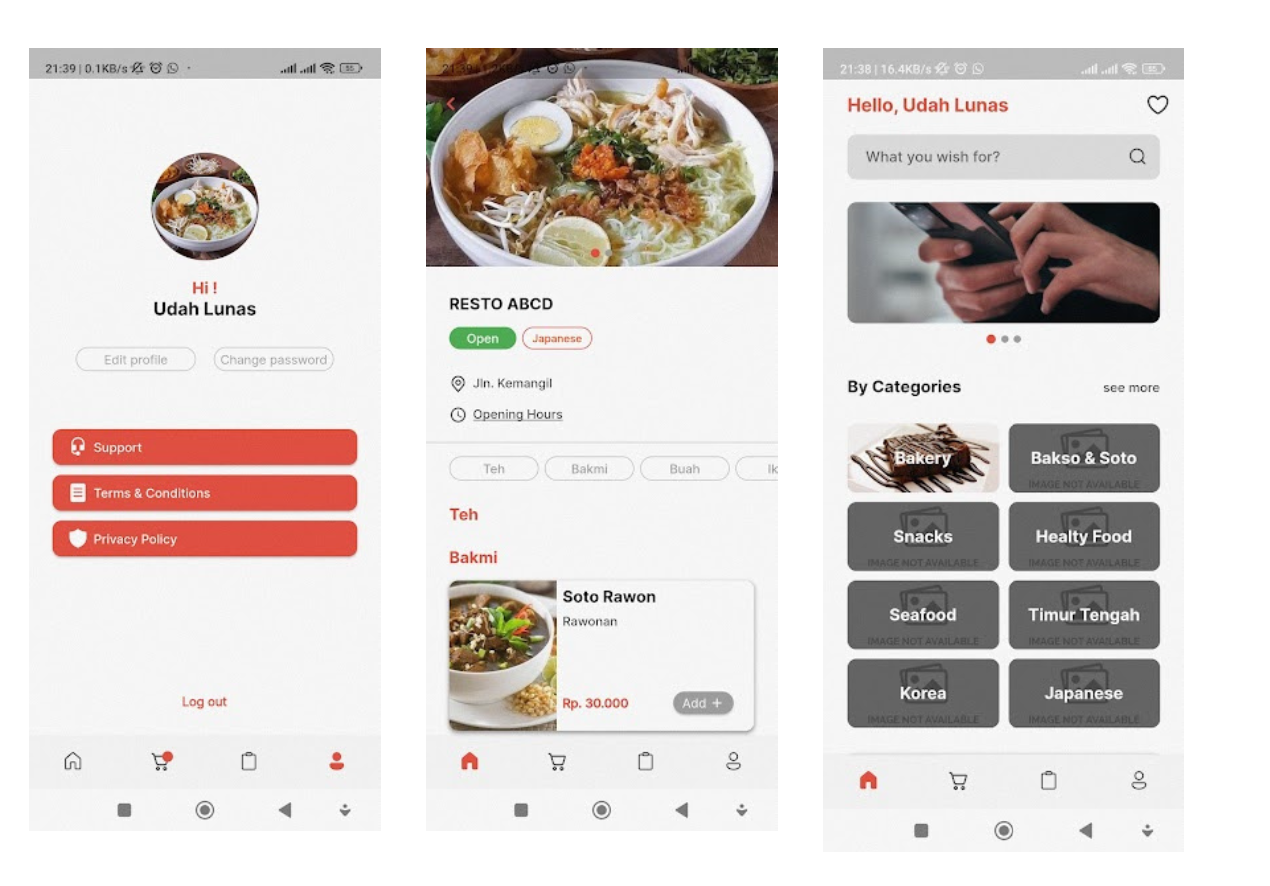 21:39 | 0.1KB/s
55
Hi !
Udah Lunas
Edit profile
Change password
Support
Terms & Conditions
Privacy Policy
Log out
RESTO ABCD
Open
Japanese
Jln. Kemangil
Opening Hours
Teh
Bakmi
Buah
Ik
Teh
Bakmi
Soto Rawon
Rawonan
Rp. 30.000
Add +
21:38 | 16.4KB/s
Hello, Udah Lunas
What you wish for?
By Categories
see more
Bakery
Bakso & Soto
IMAGE NOT AVAILABLE
Snacks
IMAGE NOT AVAILABLE
Healty Food
IMAGE NOT AVAILABLE
Seafood
IMAGE NOT AVAILABLE
Timur Tengah
IMAGE NOT AVAILABLE
Korea
IMAGE NOT AVAILABLE
Japanese
IMAGE NOT AVAILABLE